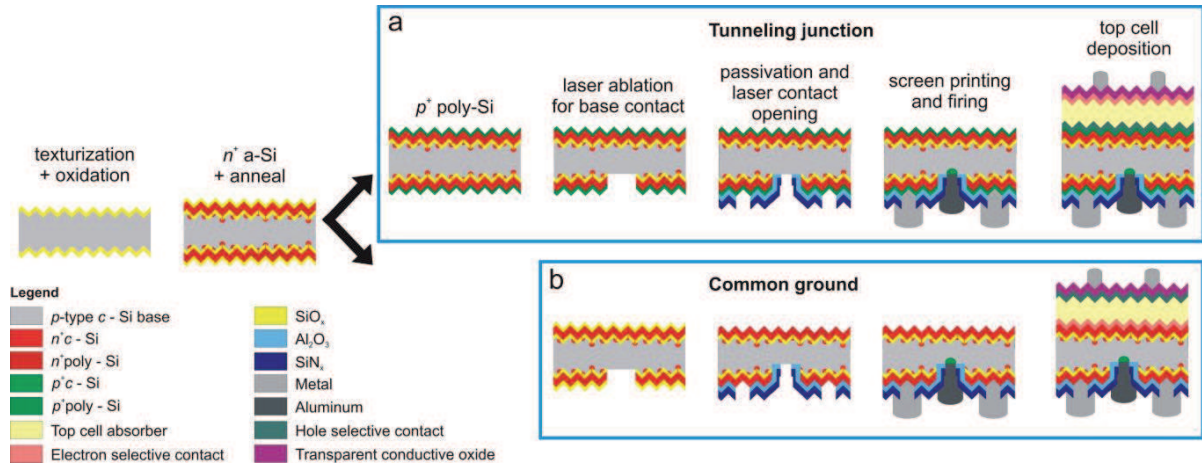 a
Tunneling junction
top cell
deposition
p⁺ poly-Si
laser ablation
for base contact
passivation and
laser contact
opening
screen printing
and firing
texturization
+ oxidation
n⁺ a-Si
+ anneal
b
Common ground
Legend
p-type c - Si base
n⁺c - Si
n⁺poly - Si
p⁺c - Si
p⁺poly - Si
Top cell absorber
Electron selective contact
SiOₓ
Al₂O₃
SiNₓ
Metal
Aluminum
Hole selective contact
Transparent conductive oxide